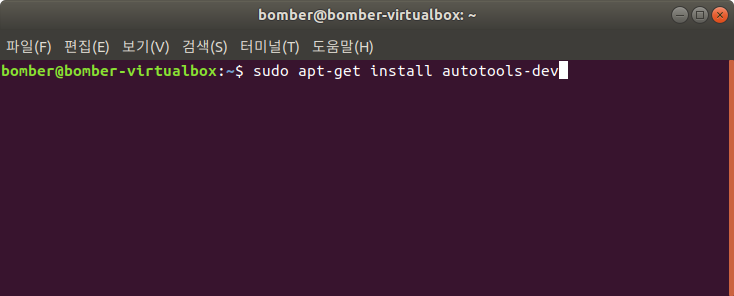 bomber@bomber-virtualbox: ~
파일(F) 편집(E) 보기(V) 검색(S) 터미널(T) 도움말(H)
bomber@bomber-virtualbox:~$ sudo apt-get install autotools-dev